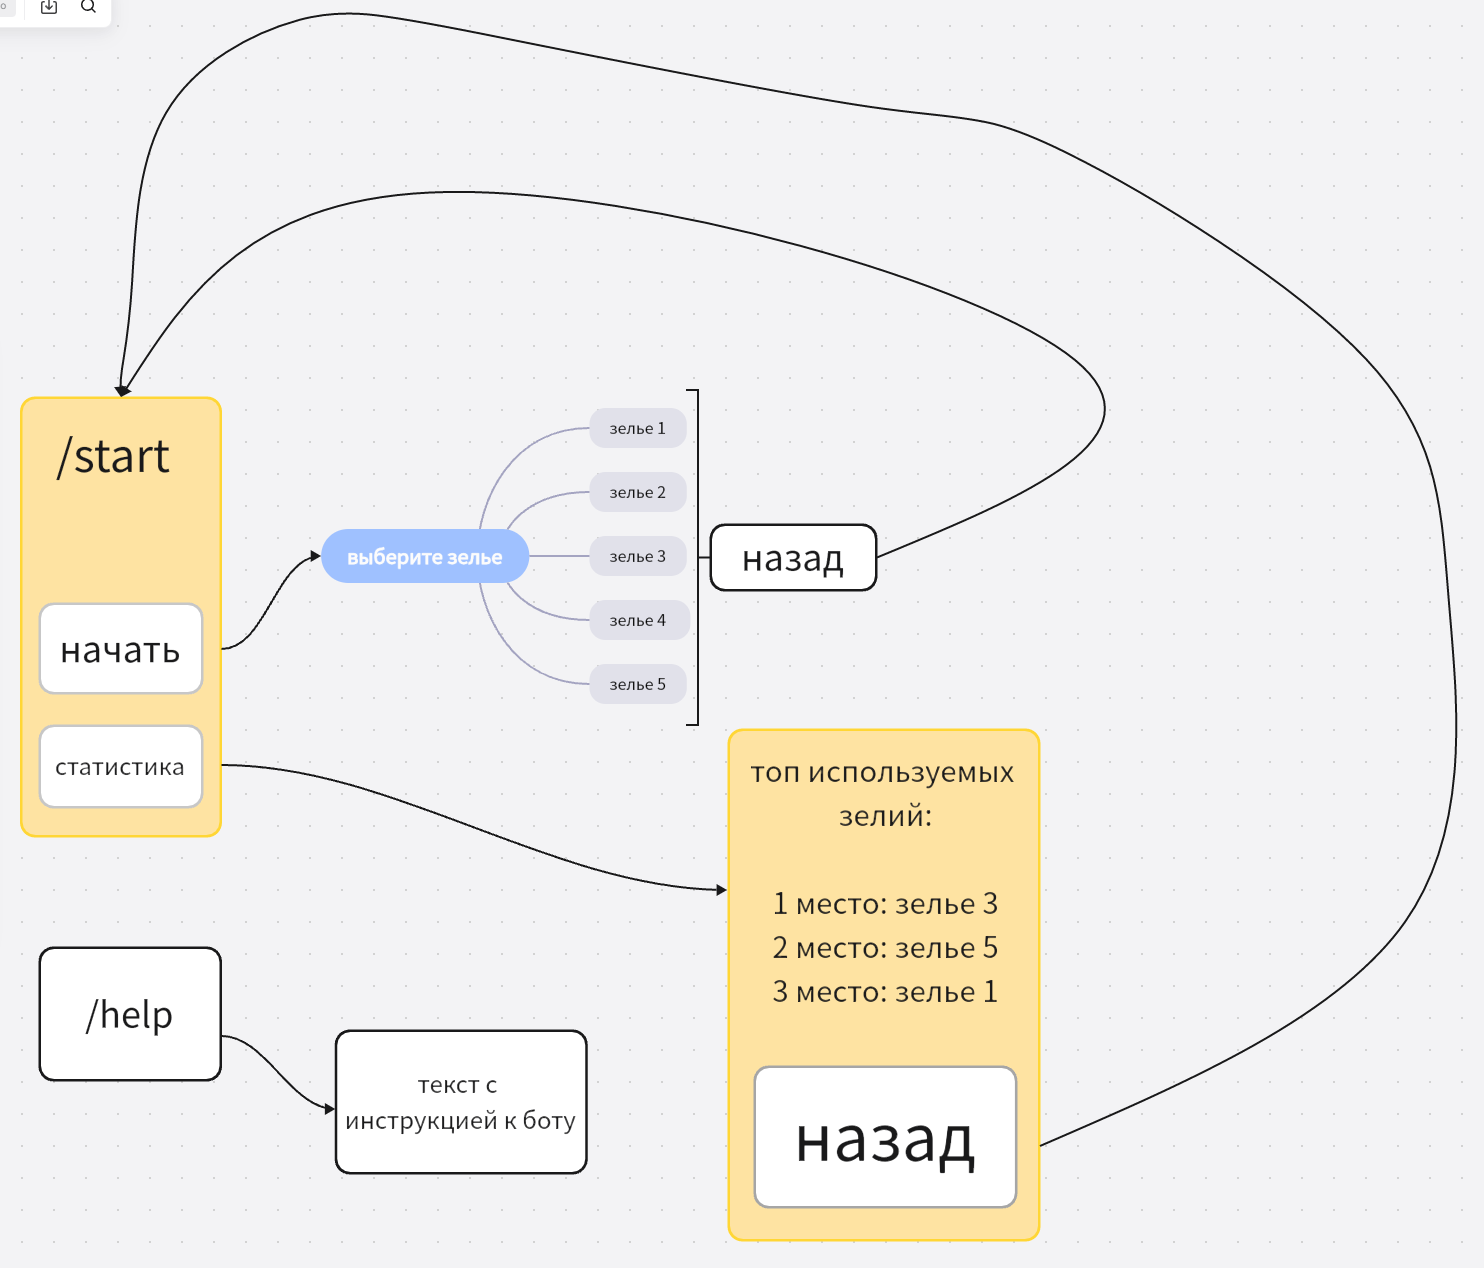 /start
начать
статистика
выберите зелье
зелье 1
зелье 2
зелье 3
зелье 4
зелье 5
назад
топ используемых
зелий:
1 место: зелье 3
2 место: зелье 5
3 место: зелье 1
назад
/help
текст с
инструкцией к боту